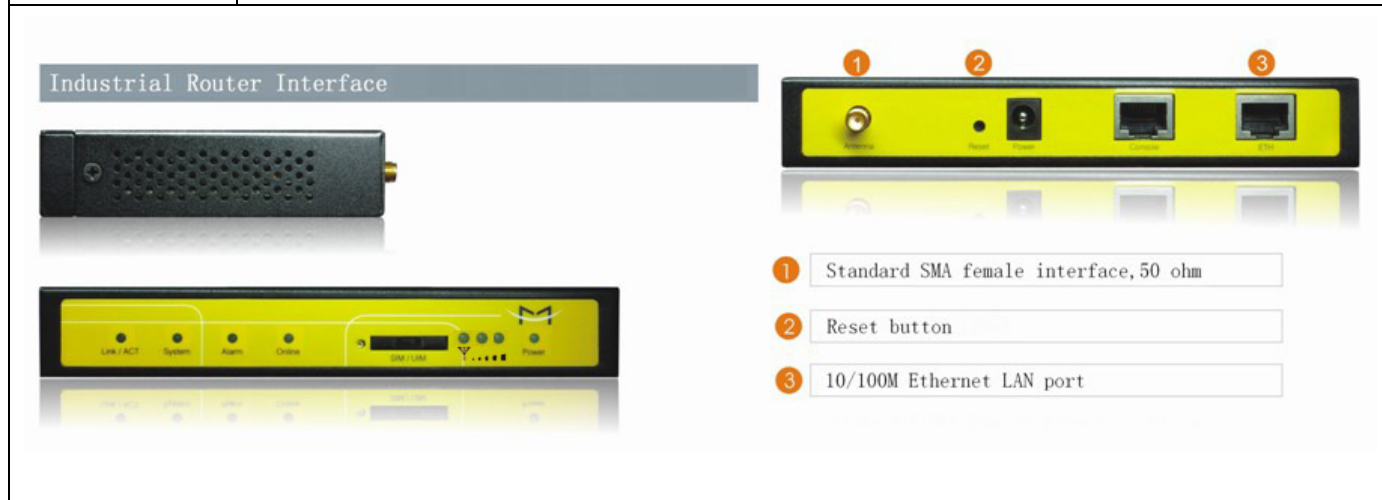 Industrial Router Interface
1 2 3
Antenna Reset Power Console ETH
1 Standard SMA female interface,50 ohm
2 Reset button
3 10/100M Ethernet LAN port
Link / ACT System Alarm Online SIM / UIM Power